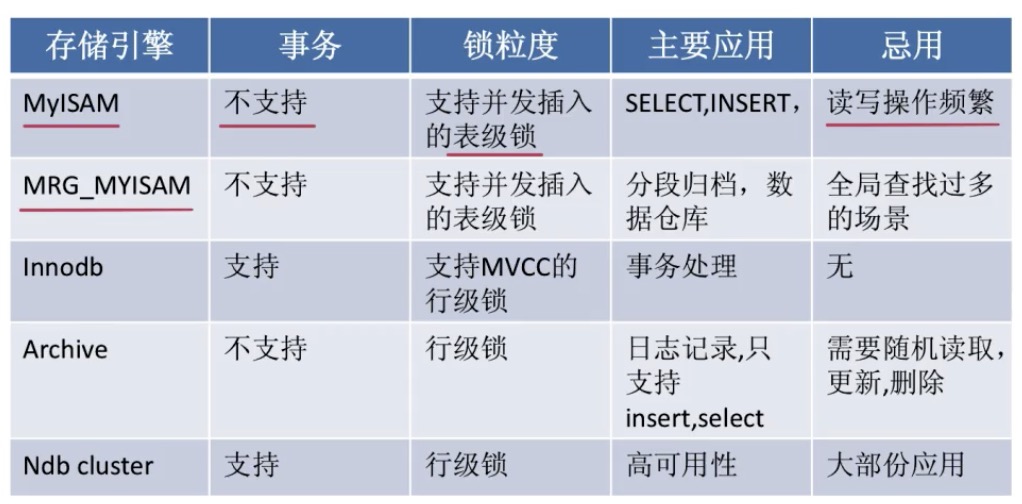 存储引擎 事务 锁粒度 主要应用 忌用
MyISAM 不支持 支持并发插入 SELECT,INSERT, 读写操作频繁
的表级锁
MRG_MYISAM 不支持 支持并发插入 分段归档，数 全局查找过多
的表级锁 据仓库 的场景
Innodb 支持 支持MVCC的 事务处理 无
行级锁
Archive 不支持 行级锁 日志记录,只 需要随机读取，
支持 更新,删除
insert,select
Ndb cluster 支持 行级锁 高可用性 大部份应用